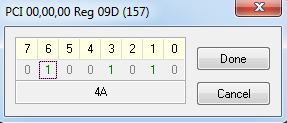 PCI 00,00,00 Reg 09D (157)
7 6 5 4 3 2 1 0
0 1 0 0 1 0 1 0
4A
Done
Cancel